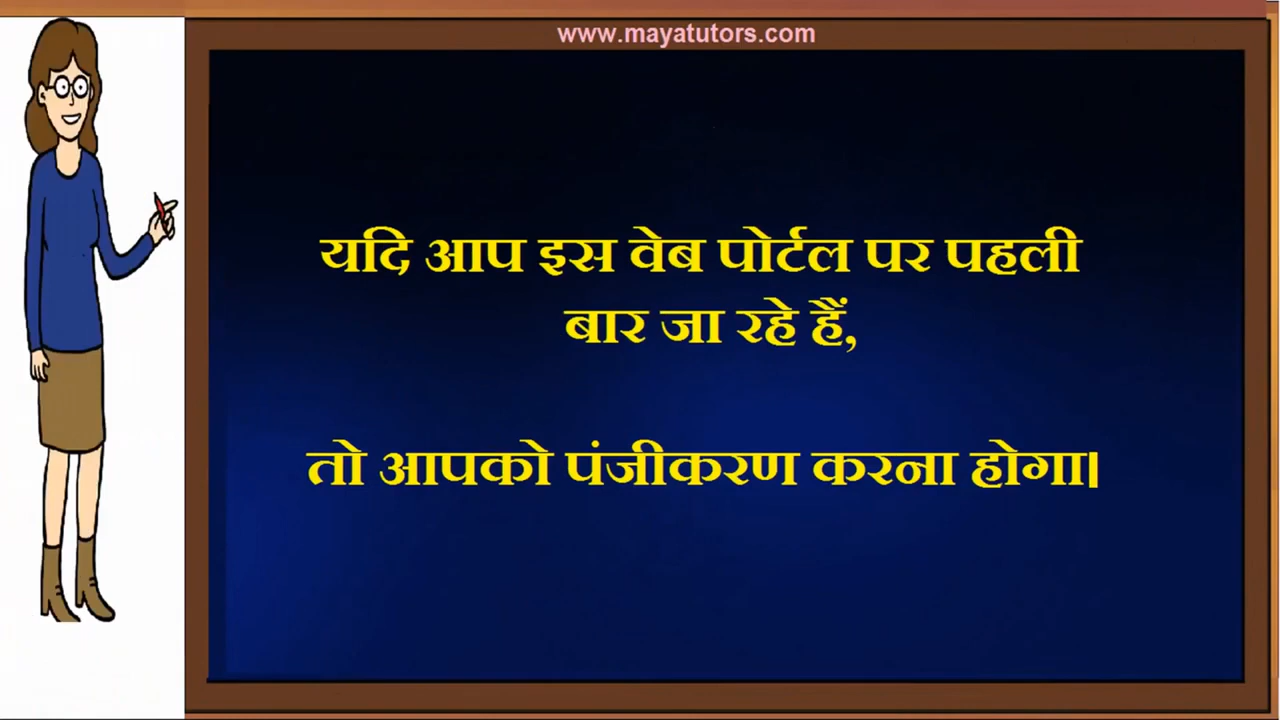 www.mayatutors.com
यदि आप इस वेब पोर्टल पर पहली
बार जा रहे हैं,
तो आपको पंजीकरण करना होगा।